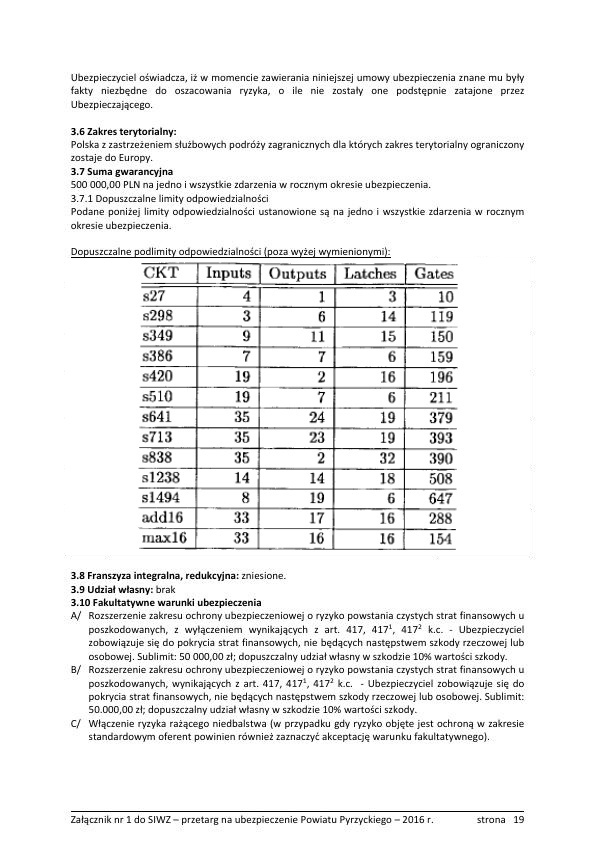 Ubezpieczyciel oświadcza, iż w momencie zawierania niniejszej umowy ubezpieczenia znane mu były
fakty niezbędne do oszacowania ryzyka, o ile nie zostały one podstępnie zatajone przez
Ubezpieczającego.
3.6 Zakres terytorialny:
Polska z zastrzeżeniem służbowych podróży zagranicznych dla których zakres terytorialny ograniczony
zostaje do Europy.
3.7 Suma gwarancyjna
500 000,00 PLN na jedno i wszystkie zdarzenia w rocznym okresie ubezpieczenia.
3.7.1 Dopuszczalne limity odpowiedzialności
Podane poniżej limity odpowiedzialności ustanowione są na jedno i wszystkie zdarzenia w rocznym
okresie ubezpieczenia.
Dopuszczalne podlimity odpowiedzialności (poza wyżej wymienionymi):
CKT Inputs Outputs Latches Gates
s27 4 1 3 10
s298 3 6 14 119
s349 9 11 15 150
s386 7 7 6 159
s420 19 2 16 196
s510 19 7 6 211
s641 35 24 19 379
s713 35 23 19 393
s838 35 2 32 390
s1238 14 14 18 508
s1494 8 19 6 647
add16 33 17 16 288
max16 33 16 16 154
3.8 Franszyza integralna, redukcyjna: zniesione.
3.9 Udział własny: brak
3.10 Fakultatywne warunki ubezpieczenia
A/ Rozszerzenie zakresu ochrony ubezpieczeniowej o ryzyko powstania czystych strat finansowych u
poszkodowanych, z wyłączeniem wynikających z art. 417, 417¹, 417² k.c. - Ubezpieczyciel
zobowiązuje się do pokrycia strat finansowych, nie będących następstwem szkody rzeczowej lub
osobowej. Sublimit: 50 000,00 zł; dopuszczalny udział własny w szkodzie 10% wartości szkody.
B/ Rozszerzenie zakresu ochrony ubezpieczeniowej o ryzyko powstania czystych strat finansowych u
poszkodowanych, wynikających z art. 417, 417¹, 417² k.c. - Ubezpieczyciel zobowiązuje się do
pokrycia strat finansowych, nie będących następstwem szkody rzeczowej lub osobowej. Sublimit:
50.000,00 zł; dopuszczalny udział własny w szkodzie 10% wartości szkody.
C/ Włączenie ryzyka rażącego niedbalstwa (w przypadku gdy ryzyko objęte jest ochroną w zakresie
standardowym oferent powinien również zaznaczyć akceptację warunku fakultatywnego).
Załącznik nr 1 do SIWZ – przetarg na ubezpieczenie Powiatu Pyrzyckiego – 2016 r. strona 19